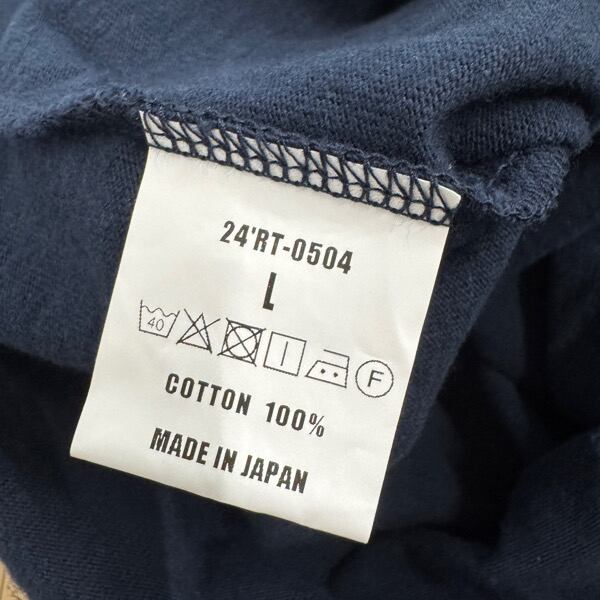 24'RT-0504
L
40 F
COTTON 100%
MADE IN JAPAN